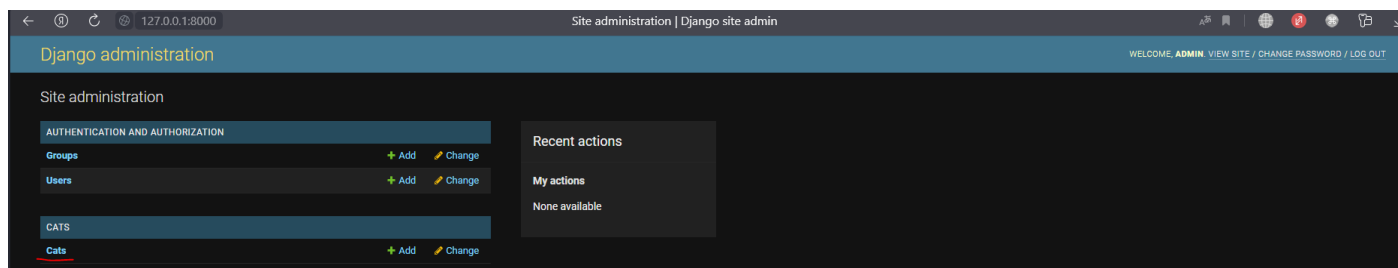 127.0.0.1:8000 Site administration | Django site admin
Django administration WELCOME, ADMIN. VIEW SITE / CHANGE PASSWORD / LOG OUT
Site administration
AUTHENTICATION AND AUTHORIZATION
Groups + Add Change
Users + Add Change
CATS
Cats + Add Change
Recent actions
My actions
None available